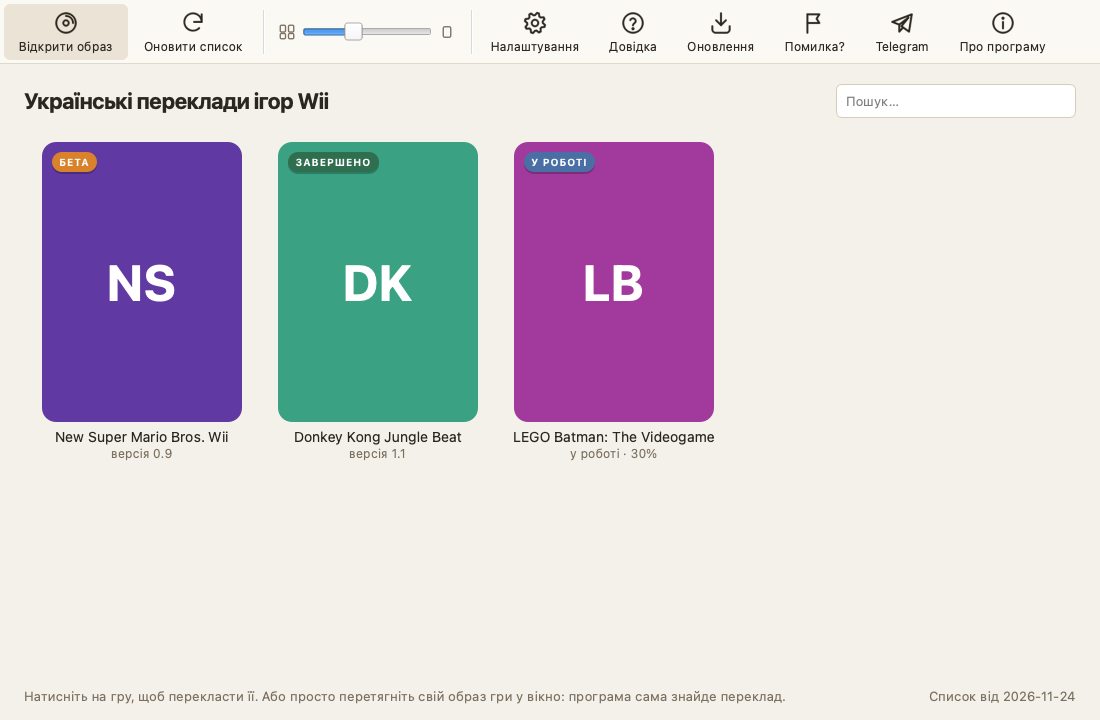 Відкрити образ
Оновити список
Налаштування
Довідка
Оновлення
Помилка?
Telegram
Про програму
Українські переклади ігор Wii
Пошук...
БЕТА
ЗАВЕРШЕНО
У РОБОТІ
NS
DK
LB
New Super Mario Bros. Wii
Donkey Kong Jungle Beat
LEGO Batman: The Videogame
версія 0.9
версія 1.1
у роботі · 30%
Натисніть на гру, щоб перекласти її. Або просто перетягніть свій образ гри у вікно: програма сама знайде переклад.
Список від 2026-11-24